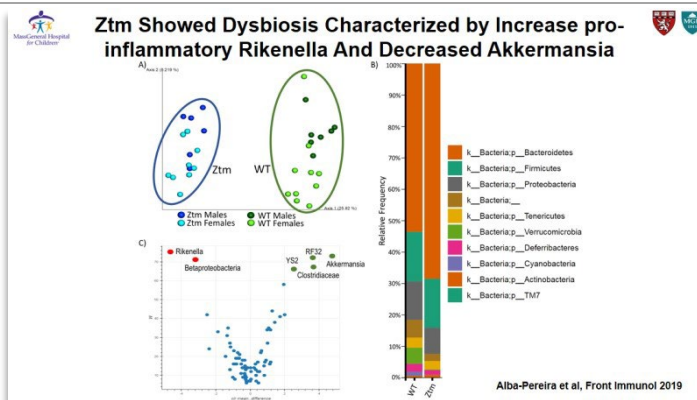 MassGeneral Hospital
for Children
Ztm Showed Dysbiosis Characterized by Increase pro-
inflammatory Rikenella And Decreased Akkermansia
A)
Ztm
WT
Ztm Males
WT Males
Ztm Females
WT Females
B)
Relative Frequency
100%
90%
80%
70%
60%
50%
40%
30%
20%
10%
0%
WT
Ztm
k__Bacteria;p__Bacteroidetes
k__Bacteria;p__Firmicutes
k__Bacteria;p__Proteobacteria
k__Bacteria;__
k__Bacteria;p__Tenericutes
k__Bacteria;p__Verrucomicrobia
k__Bacteria;p__Deferribacteres
k__Bacteria;p__Cyanobacteria
k__Bacteria;p__Actinobacteria
k__Bacteria;p__TM7
C)
Rikenella
Betaproteobacteria
RF32
YS2
Akkermansia
Clostridiaceae
Alba-Pereira et al, Front Immunol 2019